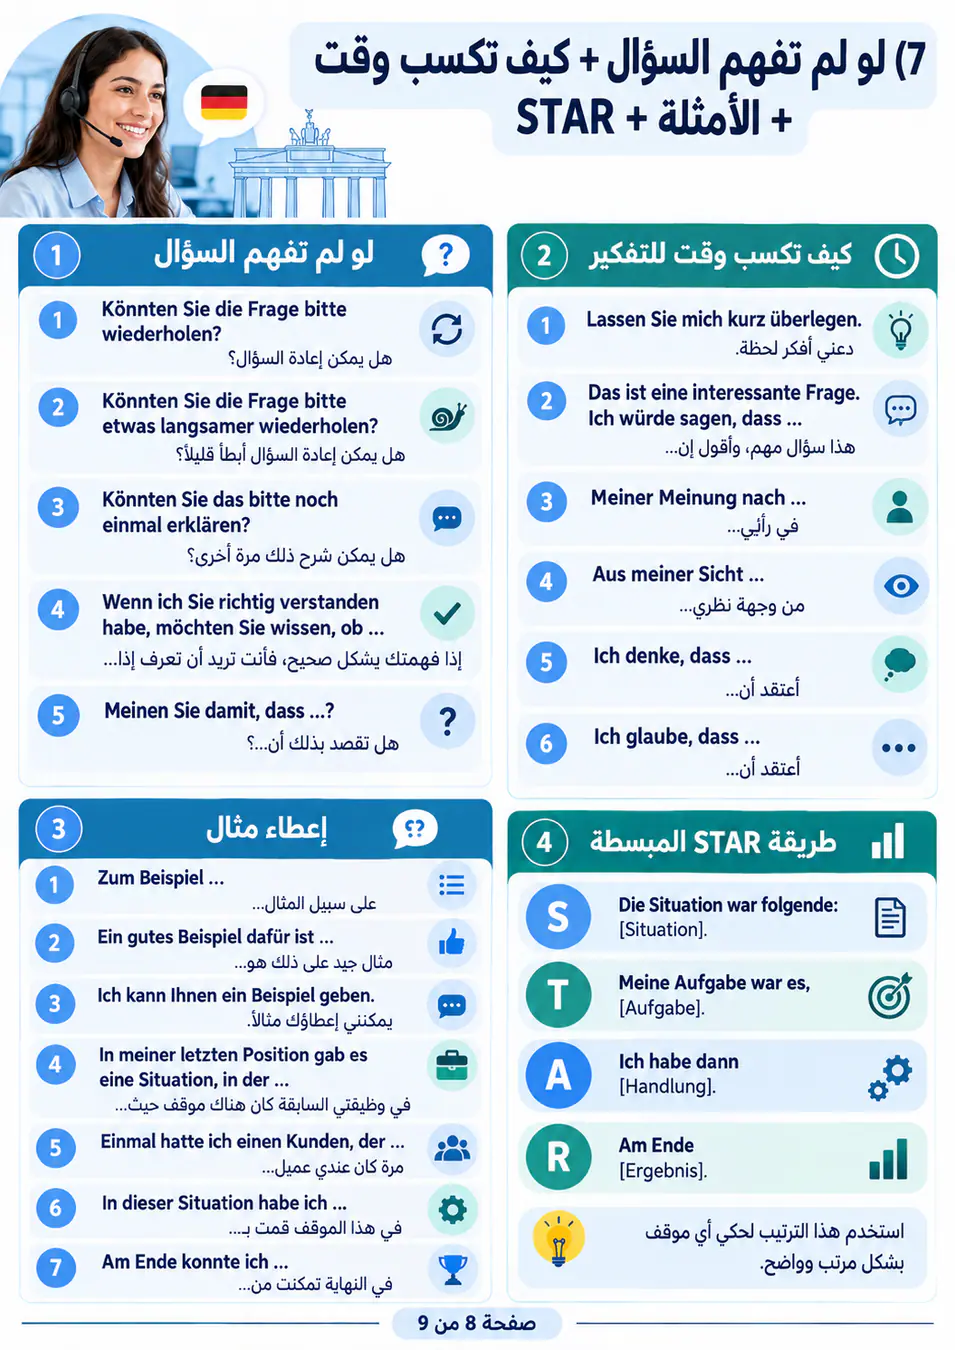 7) لو لم تفهم السؤال + كيف تكسب وقت
+ الأمثلة + STAR
1 لو لم تفهم السؤال ?
1 Könnten Sie die Frage bitte
wiederholen?
هل يمكن إعادة السؤال؟
2 Könnten Sie die Frage bitte
etwas langsamer wiederholen?
هل يمكن إعادة السؤال أبطأ قليلاً؟
3 Könnten Sie das bitte noch
einmal erklären?
هل يمكن شرح ذلك مرة أخرى؟
4 Wenn ich Sie richtig verstanden
habe, möchten Sie wissen, ob ...
إذا فهمتك بشكل صحيح، فأنت تريد أن تعرف إذا...
5 Meinen Sie damit, dass ...?
?
هل تقصد بذلك أن...؟
2 كيف تكسب وقت للتفكير
1 Lassen Sie mich kurz überlegen.
دعني أفكر لحظة.
2 Das ist eine interessante Frage.
Ich würde sagen, dass ...
هذا سؤال مهم، وأقول إن...
3 Meiner Meinung nach ...
في رأيي...
4 Aus meiner Sicht ...
من وجهة نظري...
5 Ich denke, dass ...
أعتقد أن...
6 Ich glaube, dass ...
أعتقد أن...
3 إعطاء مثال ؟?
1 Zum Beispiel ...
على سبيل المثال...
2 Ein gutes Beispiel dafür ist ...
مثال جيد على ذلك هو...
3 Ich kann Ihnen ein Beispiel geben.
يمكنني إعطاؤك مثالاً.
4 In meiner letzten Position gab es
eine Situation, in der ...
في وظيفتي السابقة كان هناك موقف حيث...
5 Einmal hatte ich einen Kunden, der ...
مرة كان عندي عميل...
6 In dieser Situation habe ich ...
في هذا الموقف قمت بـ...
7 Am Ende konnte ich ...
في النهاية تمكنت من...
4 طريقة STAR المبسطة
S Die Situation war folgende:
[Situation].
T Meine Aufgabe war es,
[Aufgabe].
A Ich habe dann
[Handlung].
R Am Ende
[Ergebnis].
استخدم هذا الترتيب لحكي أي موقف
بشكل مرتب وواضح.
صفحة 8 من 9